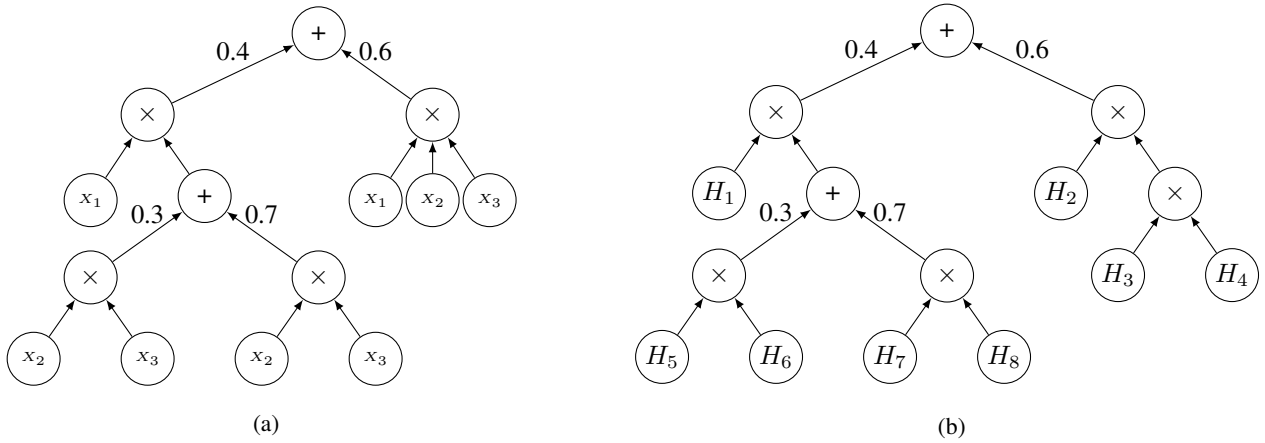 + +
0.4 0.6 0.4 0.6
× × × ×
x₁ + x₁ x₂ x₃ H₁ + H₂ ×
0.3 0.7 0.3 0.7
× × × × H₃ H₄
x₂ x₃ x₂ x₃ H₅ H₆ H₇ H₈
(a) (b)